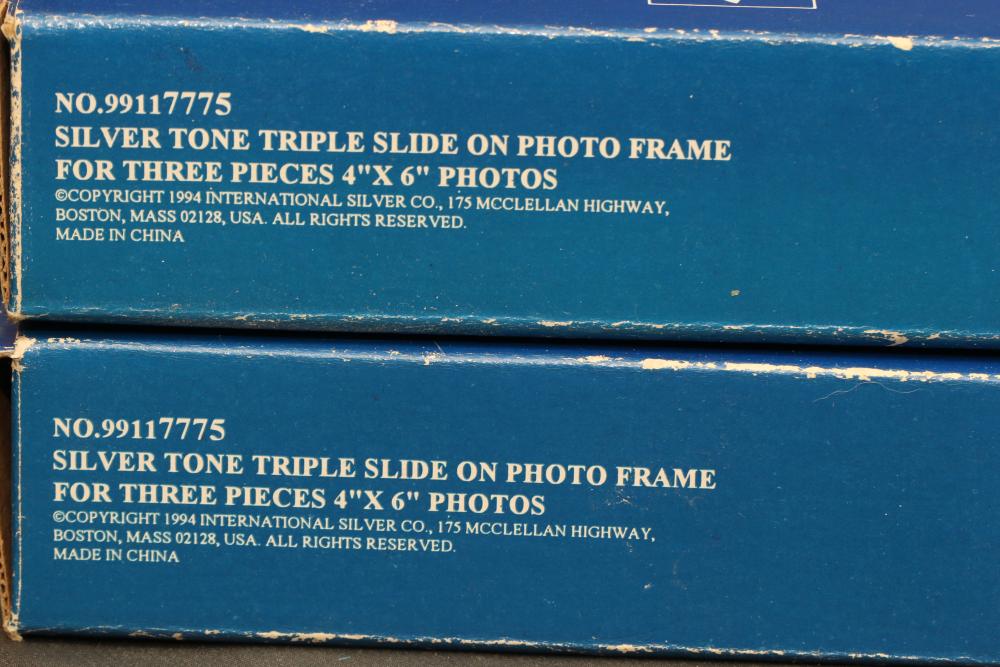 NO.99117775
SILVER TONE TRIPLE SLIDE ON PHOTO FRAME
FOR THREE PIECES 4"X 6" PHOTOS
©COPYRIGHT 1994 INTERNATIONAL SILVER CO., 175 MCCLELLAN HIGHWAY,
BOSTON, MASS 02128, USA. ALL RIGHTS RESERVED.
MADE IN CHINA
NO.99117775
SILVER TONE TRIPLE SLIDE ON PHOTO FRAME
FOR THREE PIECES 4"X 6" PHOTOS
©COPYRIGHT 1994 INTERNATIONAL SILVER CO., 175 MCCLELLAN HIGHWAY,
BOSTON, MASS 02128, USA. ALL RIGHTS RESERVED.
MADE IN CHINA